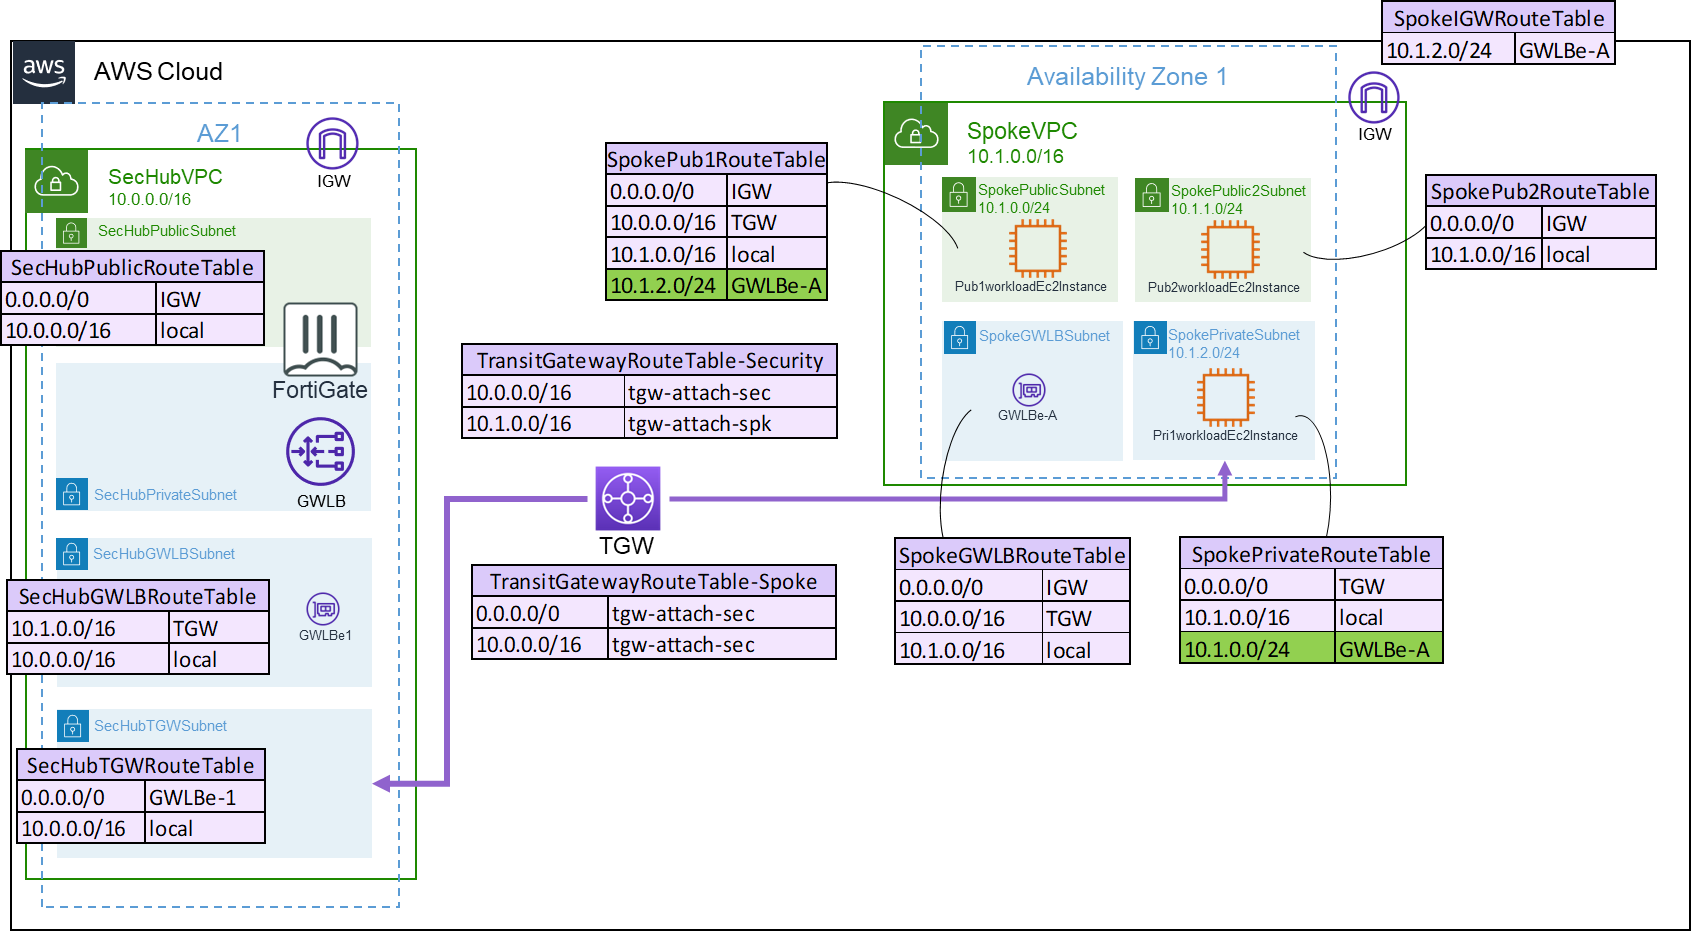 aws
AWS Cloud
AZ1
IGW
SecHubVPC
10.0.0.0/16
SecHubPublicSubnet
SecHubPublicRouteTable
0.0.0.0/0 IGW
10.0.0.0/16 local
FortiGate
GWLB
SecHubPrivateSubnet
SecHubGWLBSubnet
SecHubGWLBRouteTable
10.1.0.0/16 TGW
10.0.0.0/16 local
GWLBe1
SecHubTGWSubnet
SecHubTGWRouteTable
0.0.0.0/0 GWLBe-1
10.0.0.0/16 local
SpokePub1RouteTable
0.0.0.0/0 IGW
10.0.0.0/16 TGW
10.1.0.0/16 local
10.1.2.0/24 GWLBe-A
TransitGatewayRouteTable-Security
10.0.0.0/16 tgw-attach-sec
10.1.0.0/16 tgw-attach-spk
TGW
TransitGatewayRouteTable-Spoke
0.0.0.0/0 tgw-attach-sec
10.0.0.0/16 tgw-attach-sec
SpokeIGWRouteTable
10.1.2.0/24 GWLBe-A
Availability Zone 1
IGW
SpokeVPC
10.1.0.0/16
SpokePublicSubnet
10.1.0.0/24
Pub1workloadEc2Instance
SpokePublic2Subnet
10.1.1.0/24
Pub2workloadEc2Instance
SpokePub2RouteTable
0.0.0.0/0 IGW
10.1.0.0/16 local
SpokeGWLBSubnet
GWLBe-A
SpokePrivateSubnet
10.1.2.0/24
Pri1workloadEc2Instance
SpokeGWLBRouteTable
0.0.0.0/0 IGW
10.0.0.0/16 TGW
10.1.0.0/16 local
SpokePrivateRouteTable
0.0.0.0/0 TGW
10.1.0.0/16 local
10.1.0.0/24 GWLBe-A